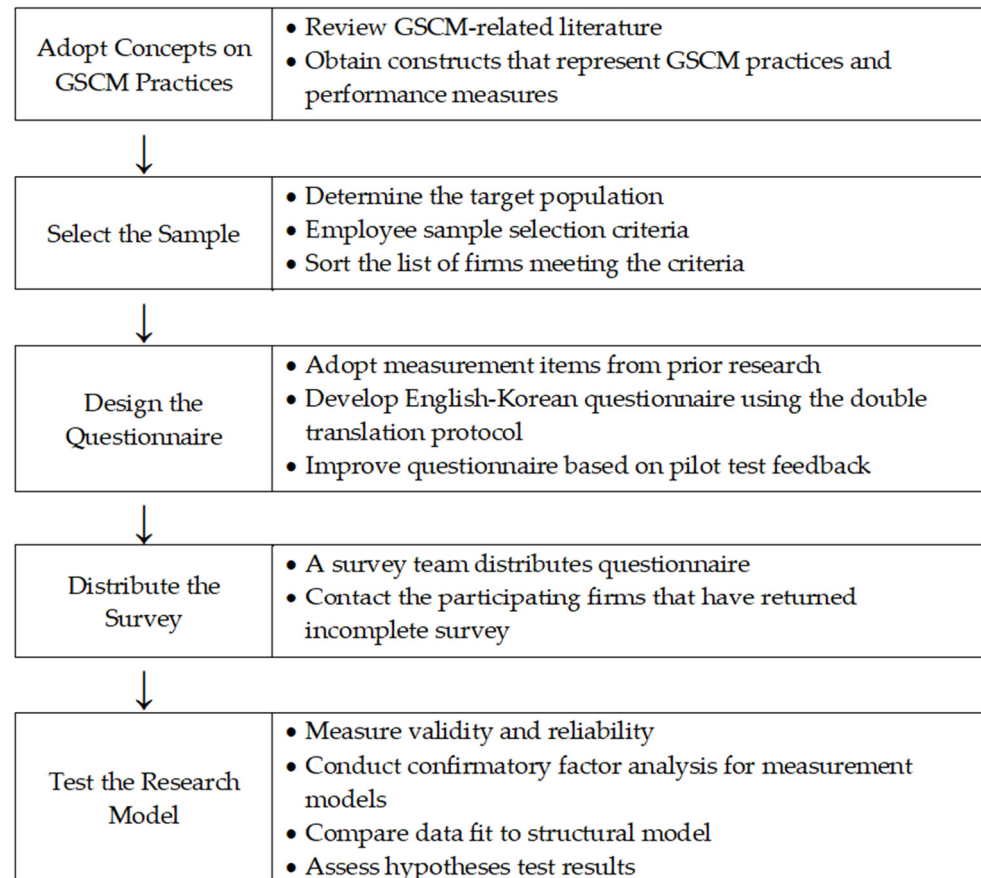 Adopt Concepts on
GSCM Practices
• Review GSCM-related literature
• Obtain constructs that represent GSCM practices and
performance measures
Select the Sample
• Determine the target population
• Employee sample selection criteria
• Sort the list of firms meeting the criteria
Design the
Questionnaire
• Adopt measurement items from prior research
• Develop English-Korean questionnaire using the double
translation protocol
• Improve questionnaire based on pilot test feedback
Distribute the
Survey
• A survey team distributes questionnaire
• Contact the participating firms that have returned
incomplete survey
Test the Research
Model
• Measure validity and reliability
• Conduct confirmatory factor analysis for measurement
models
• Compare data fit to structural model
• Assess hypotheses test results